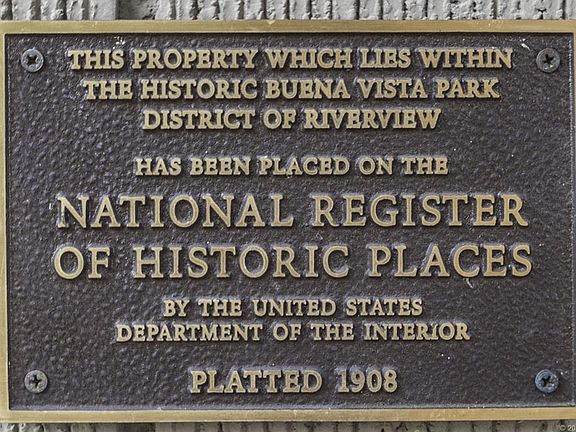 THIS PROPERTY WHICH LIES WITHIN
THE HISTORIC BUENA VISTA PARK
DISTRICT OF RIVERVIEW
HAS BEEN PLACED ON THE
NATIONAL REGISTER
OF HISTORIC PLACES
BY THE UNITED STATES
DEPARTMENT OF THE INTERIOR
PLATTED 1908
© 20